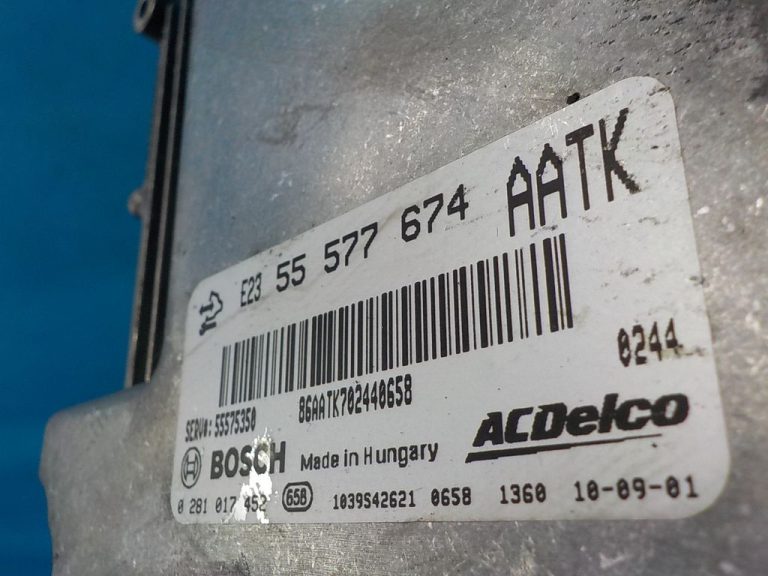 E23 55 577 674 AATK
0244
86AATK702440658
SERV#: 55575350
BOSCH Made in Hungary ACDelco
0 281 017 452 658 1039S42621 0658 1360 10-09-01